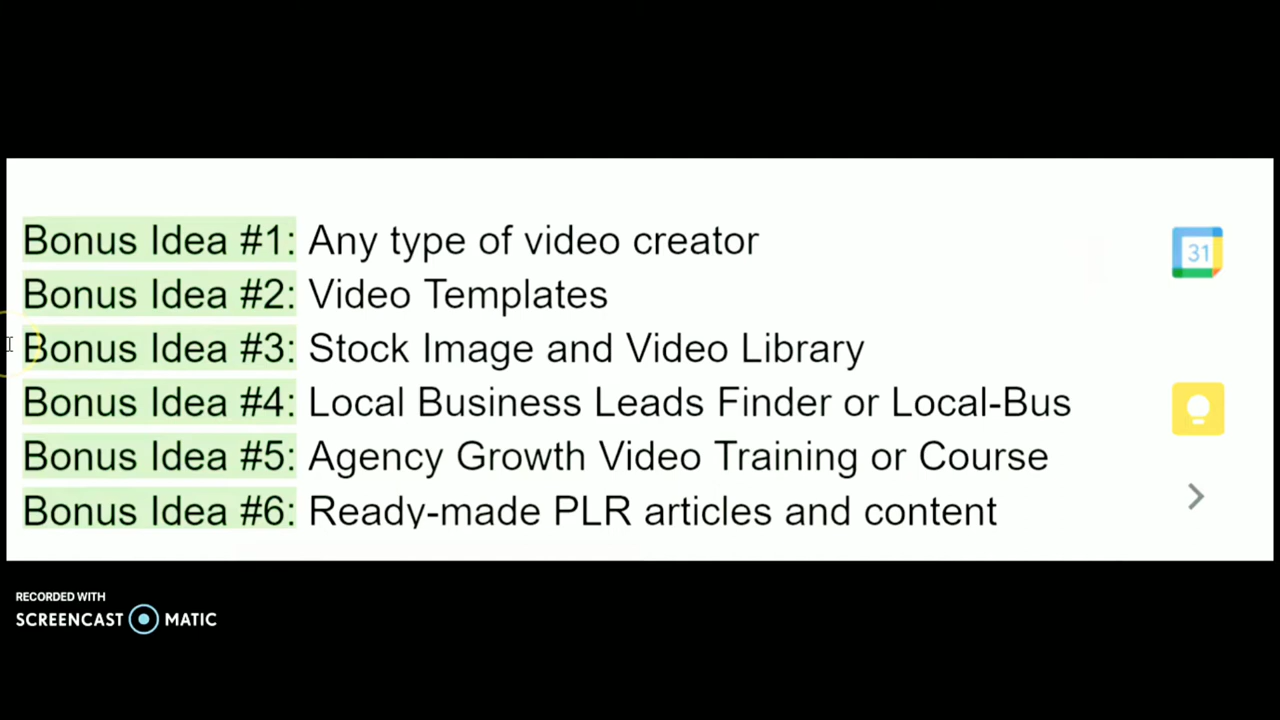 Bonus Idea #1: Any type of video creator
31
Bonus Idea #2: Video Templates
Bonus Idea #3: Stock Image and Video Library
Bonus Idea #4: Local Business Leads Finder or Local-Bus
Bonus Idea #5: Agency Growth Video Training or Course
Bonus Idea #6: Ready-made PLR articles and content
RECORDED WITH
SCREENCAST MATIC